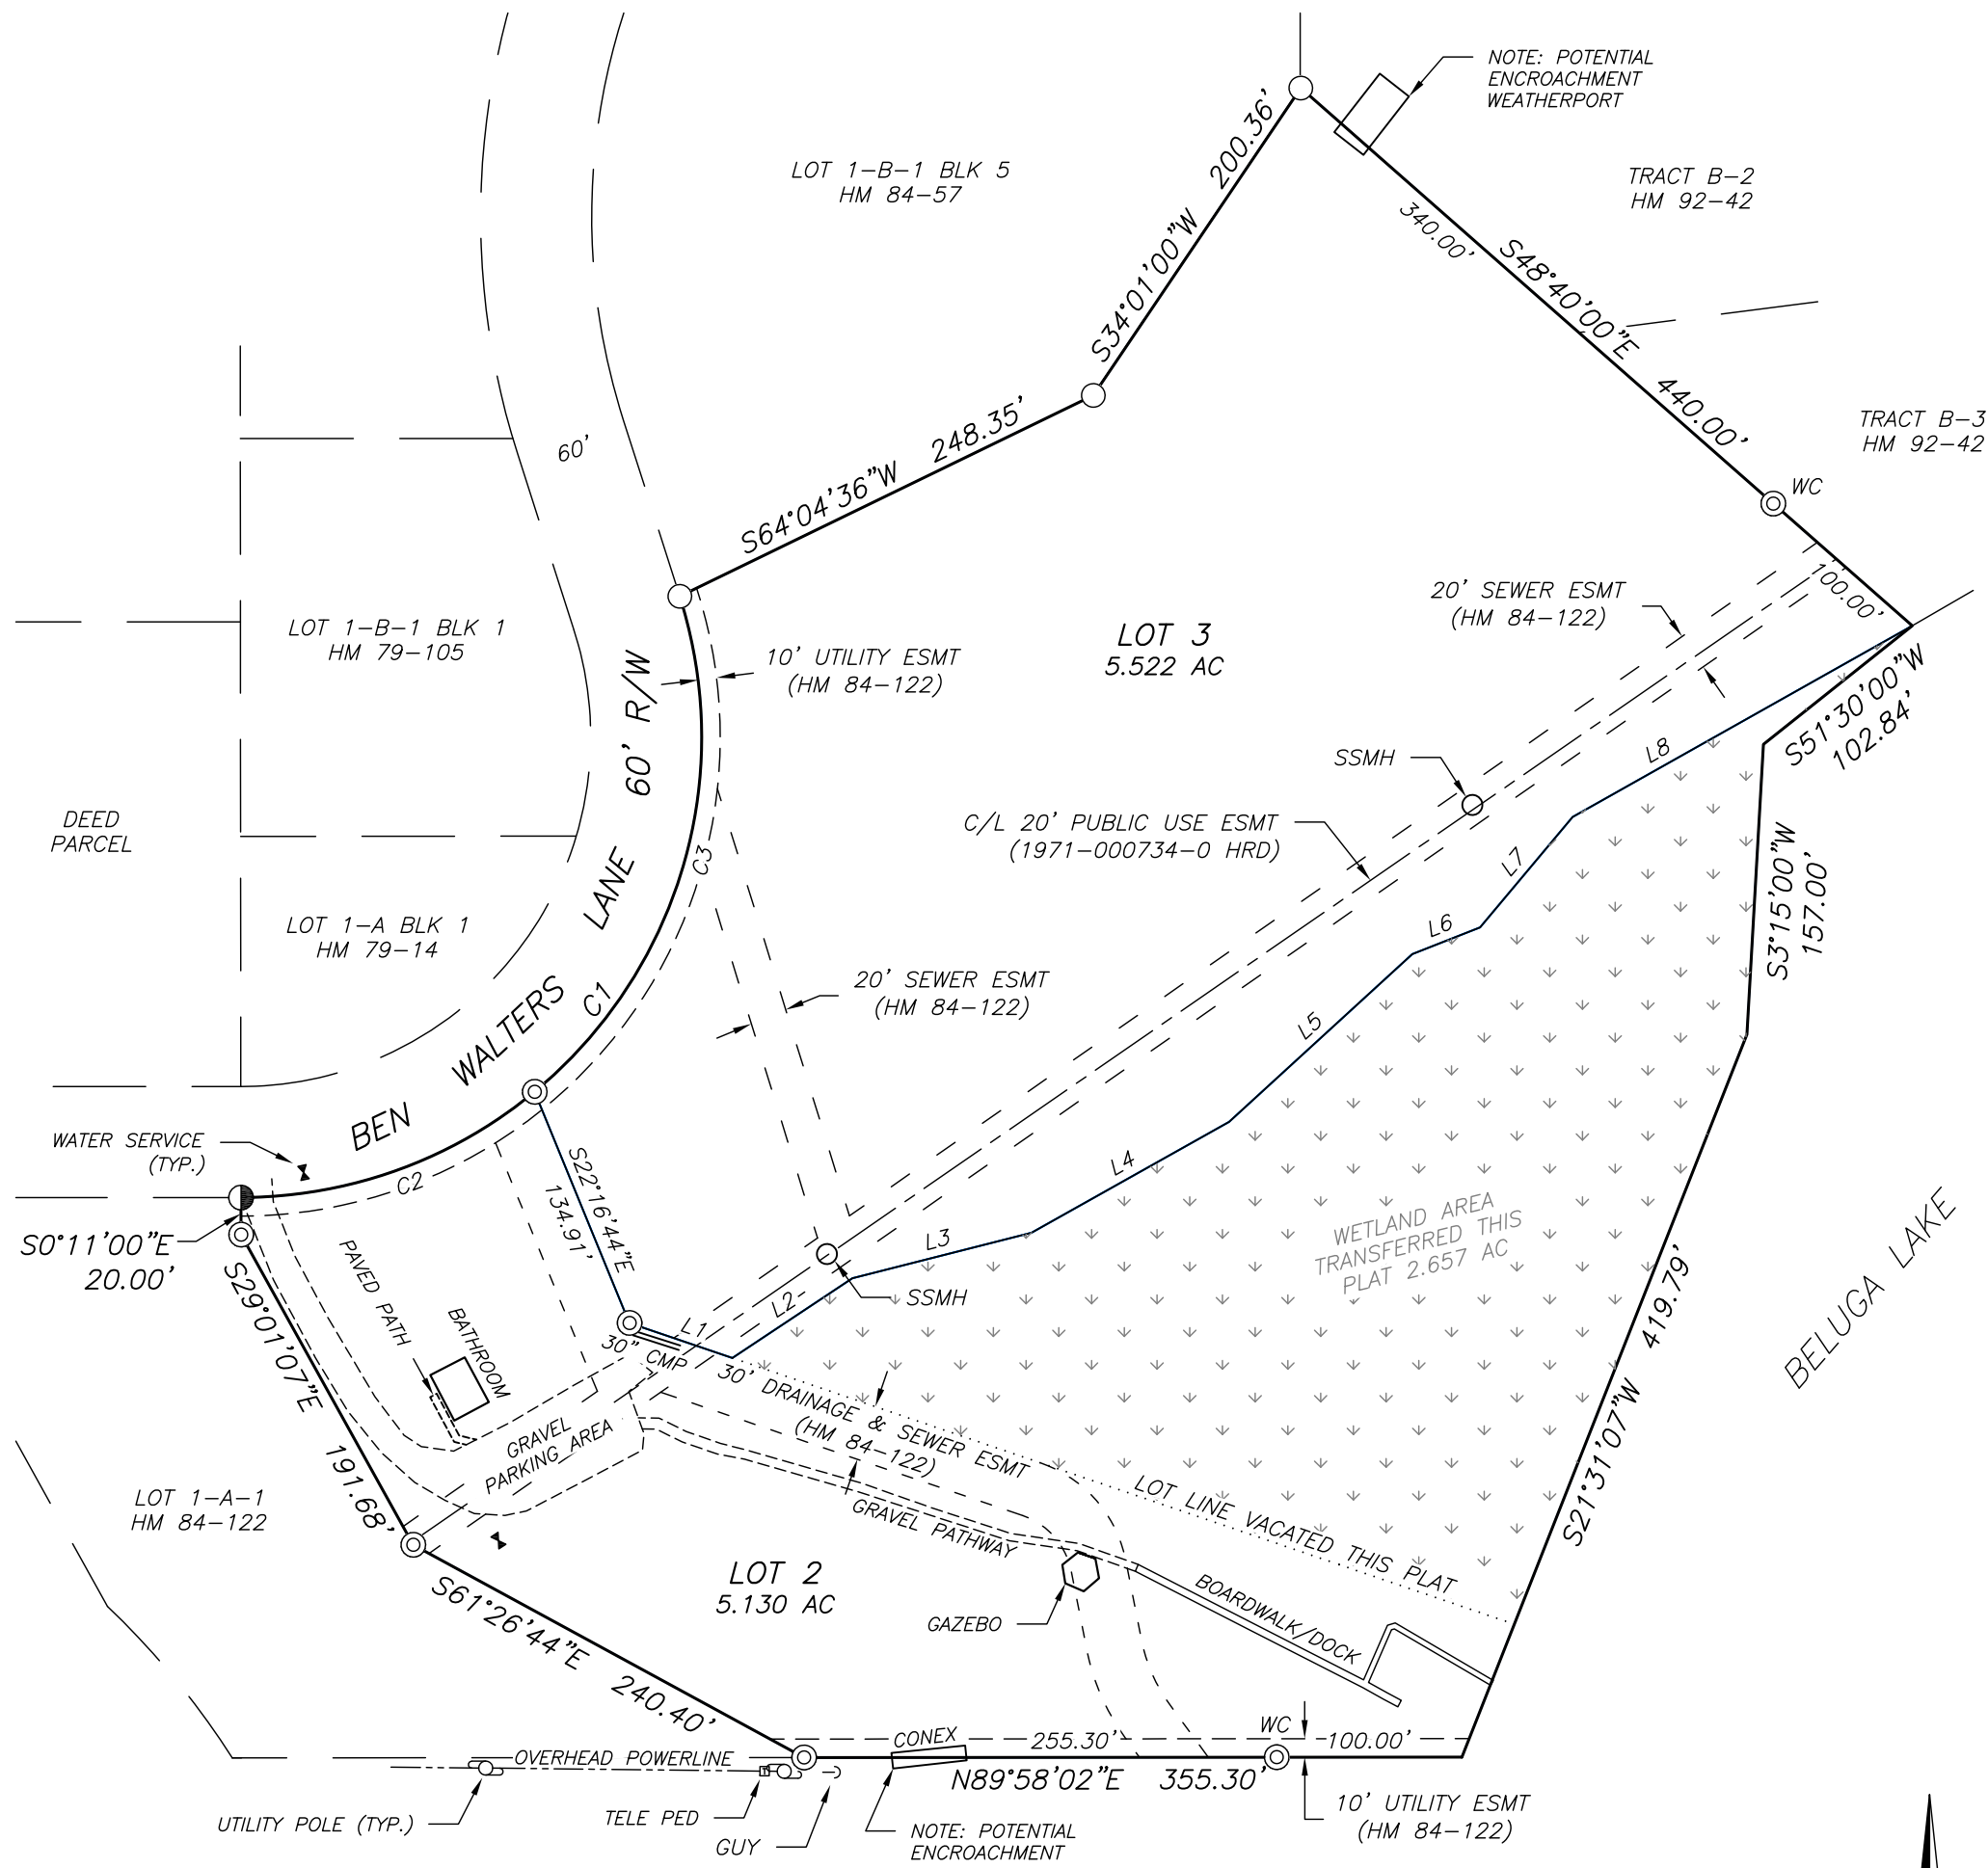 NOTE: POTENTIAL
ENCROACHMENT
WEATHERPORT
LOT 1-B-1 BLK 5
HM 84-57
200.36'
S34°01'00"W
TRACT B-2
HM 92-42
340.00'
S48°40'00"E
440.00'
TRACT B-3
HM 92-42
60'
248.35'
S64°04'36"W
WC
100.00'
LOT 1-B-1 BLK 1
HM 79-105
60' R/W
10' UTILITY ESMT
(HM 84-122)
LOT 3
5.522 AC
20' SEWER ESMT
(HM 84-122)
S51°30'00"W
102.84'
L8
SSMH
C/L 20' PUBLIC USE ESMT
(1971-000734-0 HRD)
DEED
PARCEL
C3
L7
S3°15'00"W
157.00'
LANE
LOT 1-A BLK 1
HM 79-14
L6
C1
WALTERS
20' SEWER ESMT
(HM 84-122)
L5
BEN
WATER SERVICE
(TYP.)
C2
S22°16'44"E
134.91'
L4
L3
WETLAND AREA
TRANSFERRED THIS
PLAT 2.657 AC
BELUGA LAKE
S0°11'00"E
20.00'
PAVED PATH
BATHROOM
L2
SSMH
L1
30" CMP
S29°01'07"E
191.68'
419.79'
S21°31'07"W
30' DRAINAGE & SEWER ESMT
(HM 84-122)
GRAVEL
PARKING AREA
LOT 1-A-1
HM 84-122
GRAVEL PATHWAY
LOT LINE VACATED THIS PLAT
LOT 2
5.130 AC
S61°26'44"E
240.40'
GAZEBO
BOARDWALK/DOCK
CONEX
255.30'
WC
100.00'
OVERHEAD POWERLINE
N89°58'02"E
355.30'
UTILITY POLE (TYP.)
TELE PED
GUY
NOTE: POTENTIAL
ENCROACHMENT
10' UTILITY ESMT
(HM 84-122)